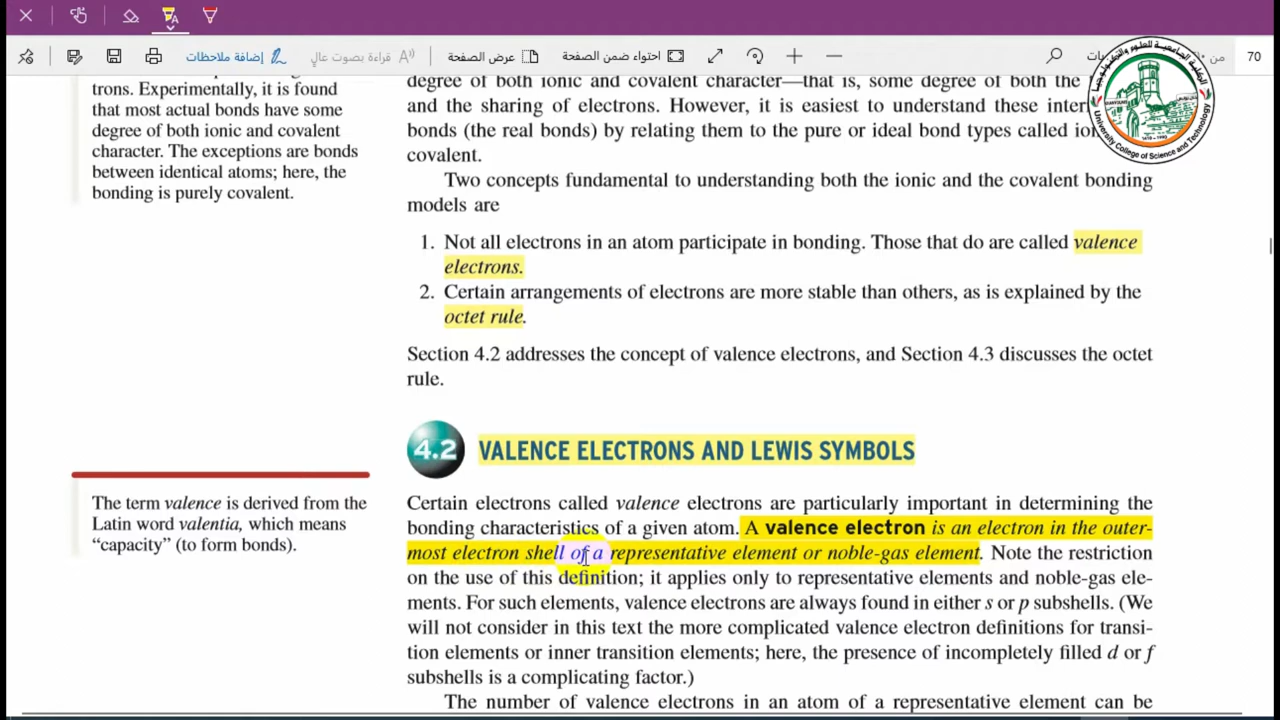 إضافة ملاحظات
قراءة بصوت عالٍ
عرض الصفحة
احتواء ضمن الصفحة
من
70
University College of Science and Technology
trons. Experimentally, it is found
that most actual bonds have some
degree of both ionic and covalent
character. The exceptions are bonds
between identical atoms; here, the
bonding is purely covalent.
degree of both ionic and covalent character—that is, some degree of both the
and the sharing of electrons. However, it is easiest to understand these inter
bonds (the real bonds) by relating them to the pure or ideal bond types called
covalent.
Two concepts fundamental to understanding both the ionic and the covalent bonding
models are
1. Not all electrons in an atom participate in bonding. Those that do are called valence
electrons.
2. Certain arrangements of electrons are more stable than others, as is explained by the
octet rule.
Section 4.2 addresses the concept of valence electrons, and Section 4.3 discusses the octet
rule.
4.2 VALENCE ELECTRONS AND LEWIS SYMBOLS
The term valence is derived from the
Latin word valentia, which means
“capacity” (to form bonds).
Certain electrons called valence electrons are particularly important in determining the
bonding characteristics of a given atom. A valence electron is an electron in the outer-
most electron shell of a representative element or noble-gas element. Note the restriction
on the use of this definition; it applies only to representative elements and noble-gas ele-
ments. For such elements, valence electrons are always found in either s or p subshells. (We
will not consider in this text the more complicated valence electron definitions for transi-
tion elements or inner transition elements; here, the presence of incompletely filled d or f
subshells is a complicating factor.)
The number of valence electrons in an atom of a representative element can be